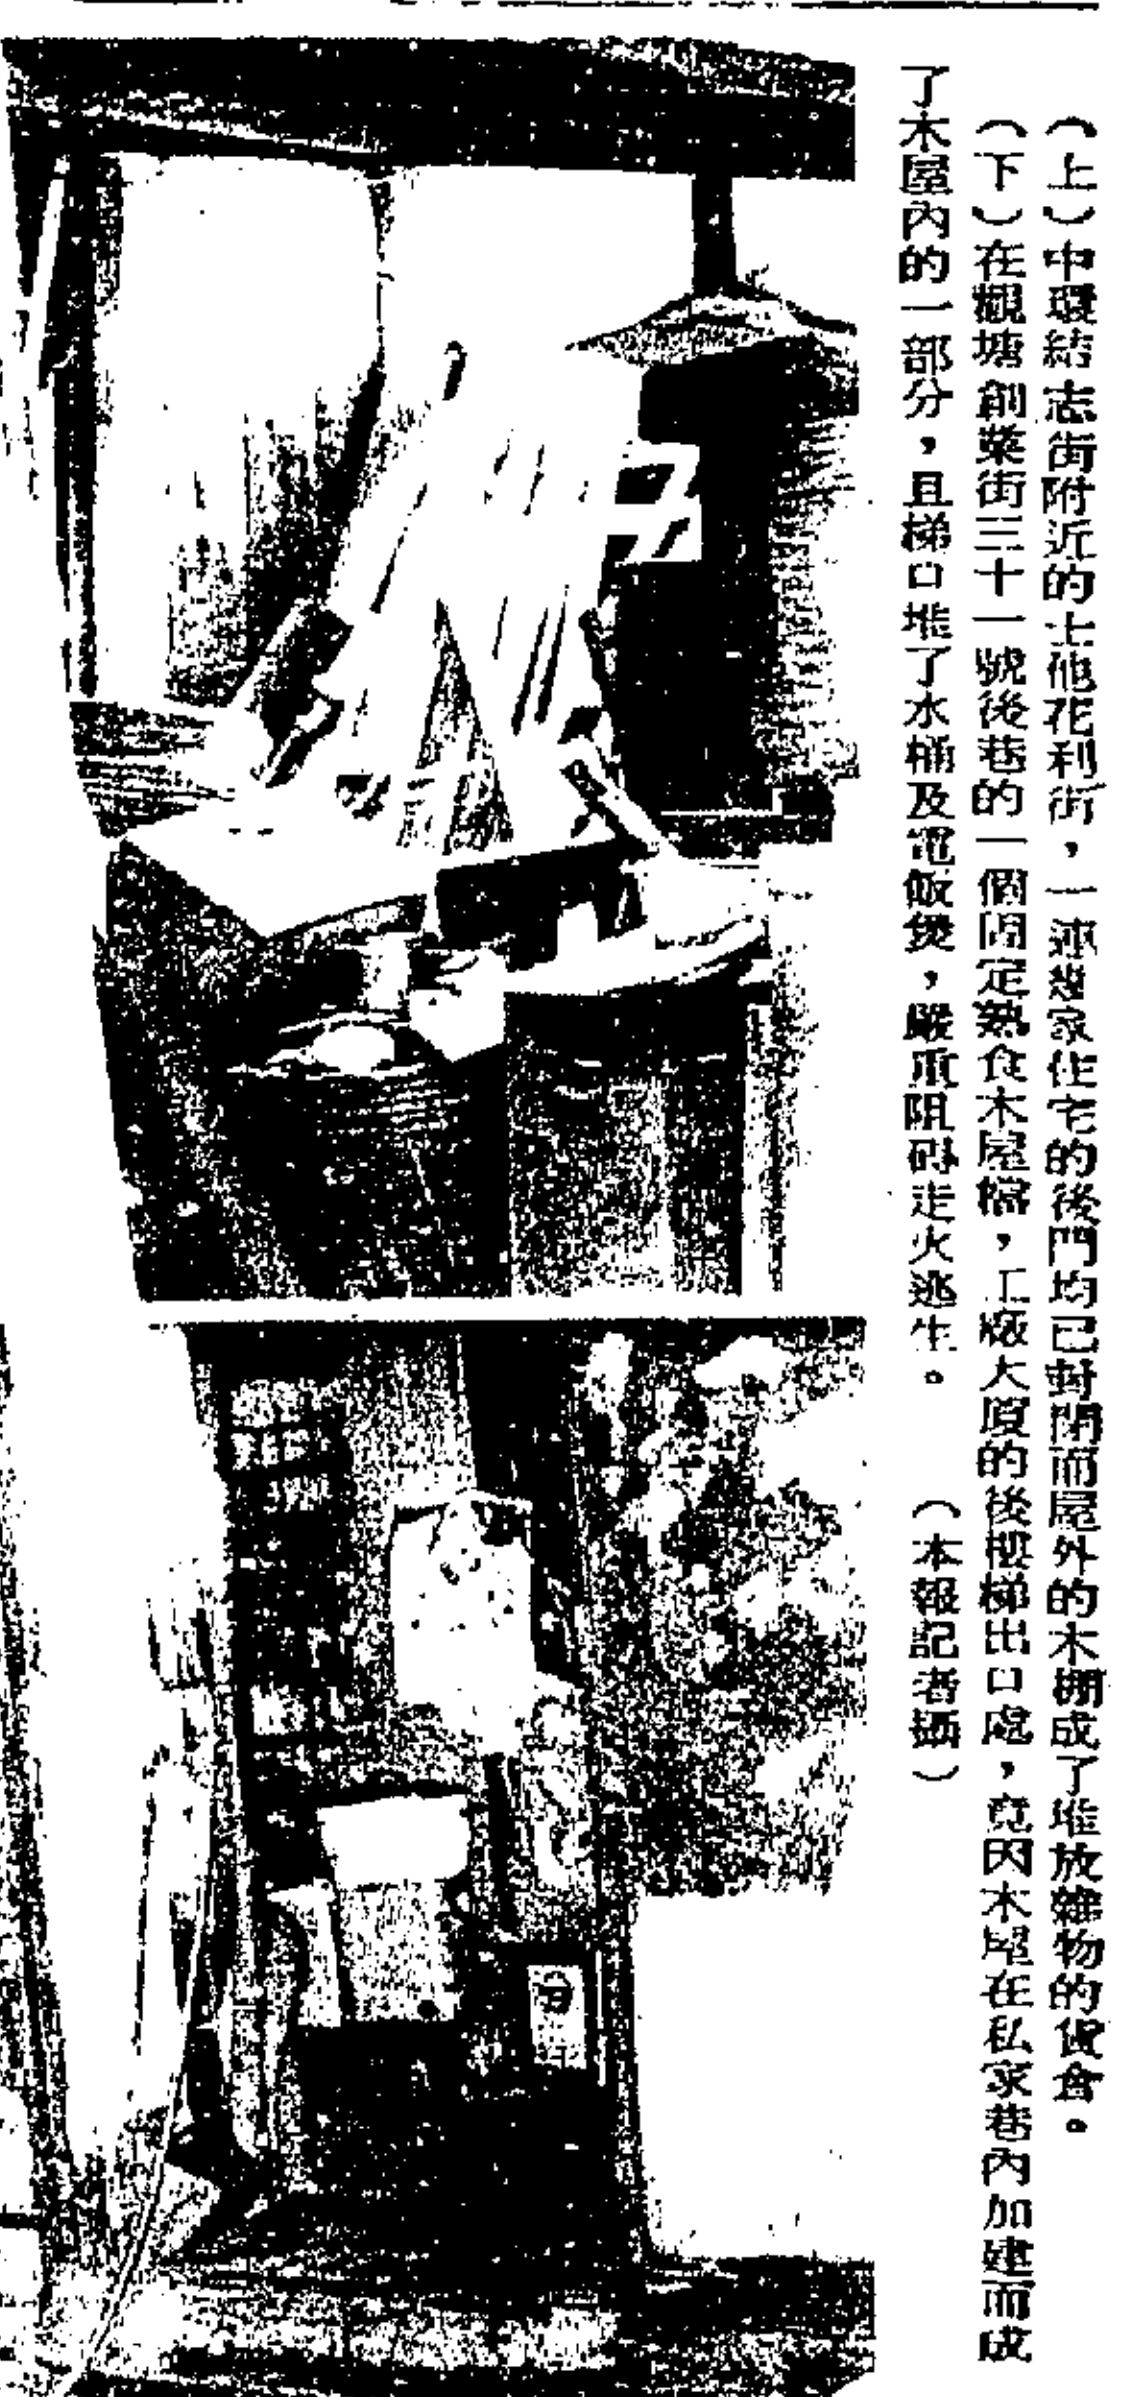 （上）中環結志街附近的士他花利街，一連幾家住宅的後門均已封閉而屋外的木棚成了堆放雜物的貨倉。
（下）在觀塘創業街三十一號後巷的一個固定熟食木屋檔，工廠大廈的後樓梯出口處，竟因木屋在私家巷內加建而成
了木屋內的一部分，且梯口堆了水桶及電飯煲，嚴重阻碍走火逃生。　（本報記者攝）